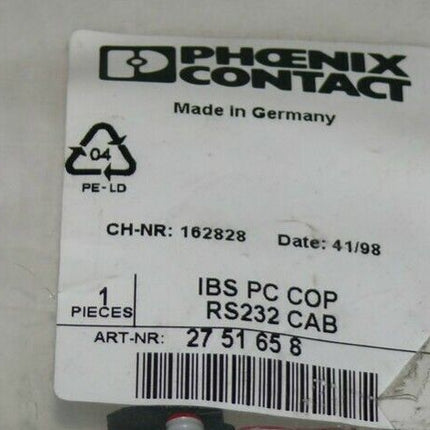 PHŒNIX
CONTACT
Made in Germany
04
PE-LD
CH-NR: 162828 Date: 41/98
1
PIECES
IBS PC COP
RS232 CAB
ART-NR: 27 51 65 8